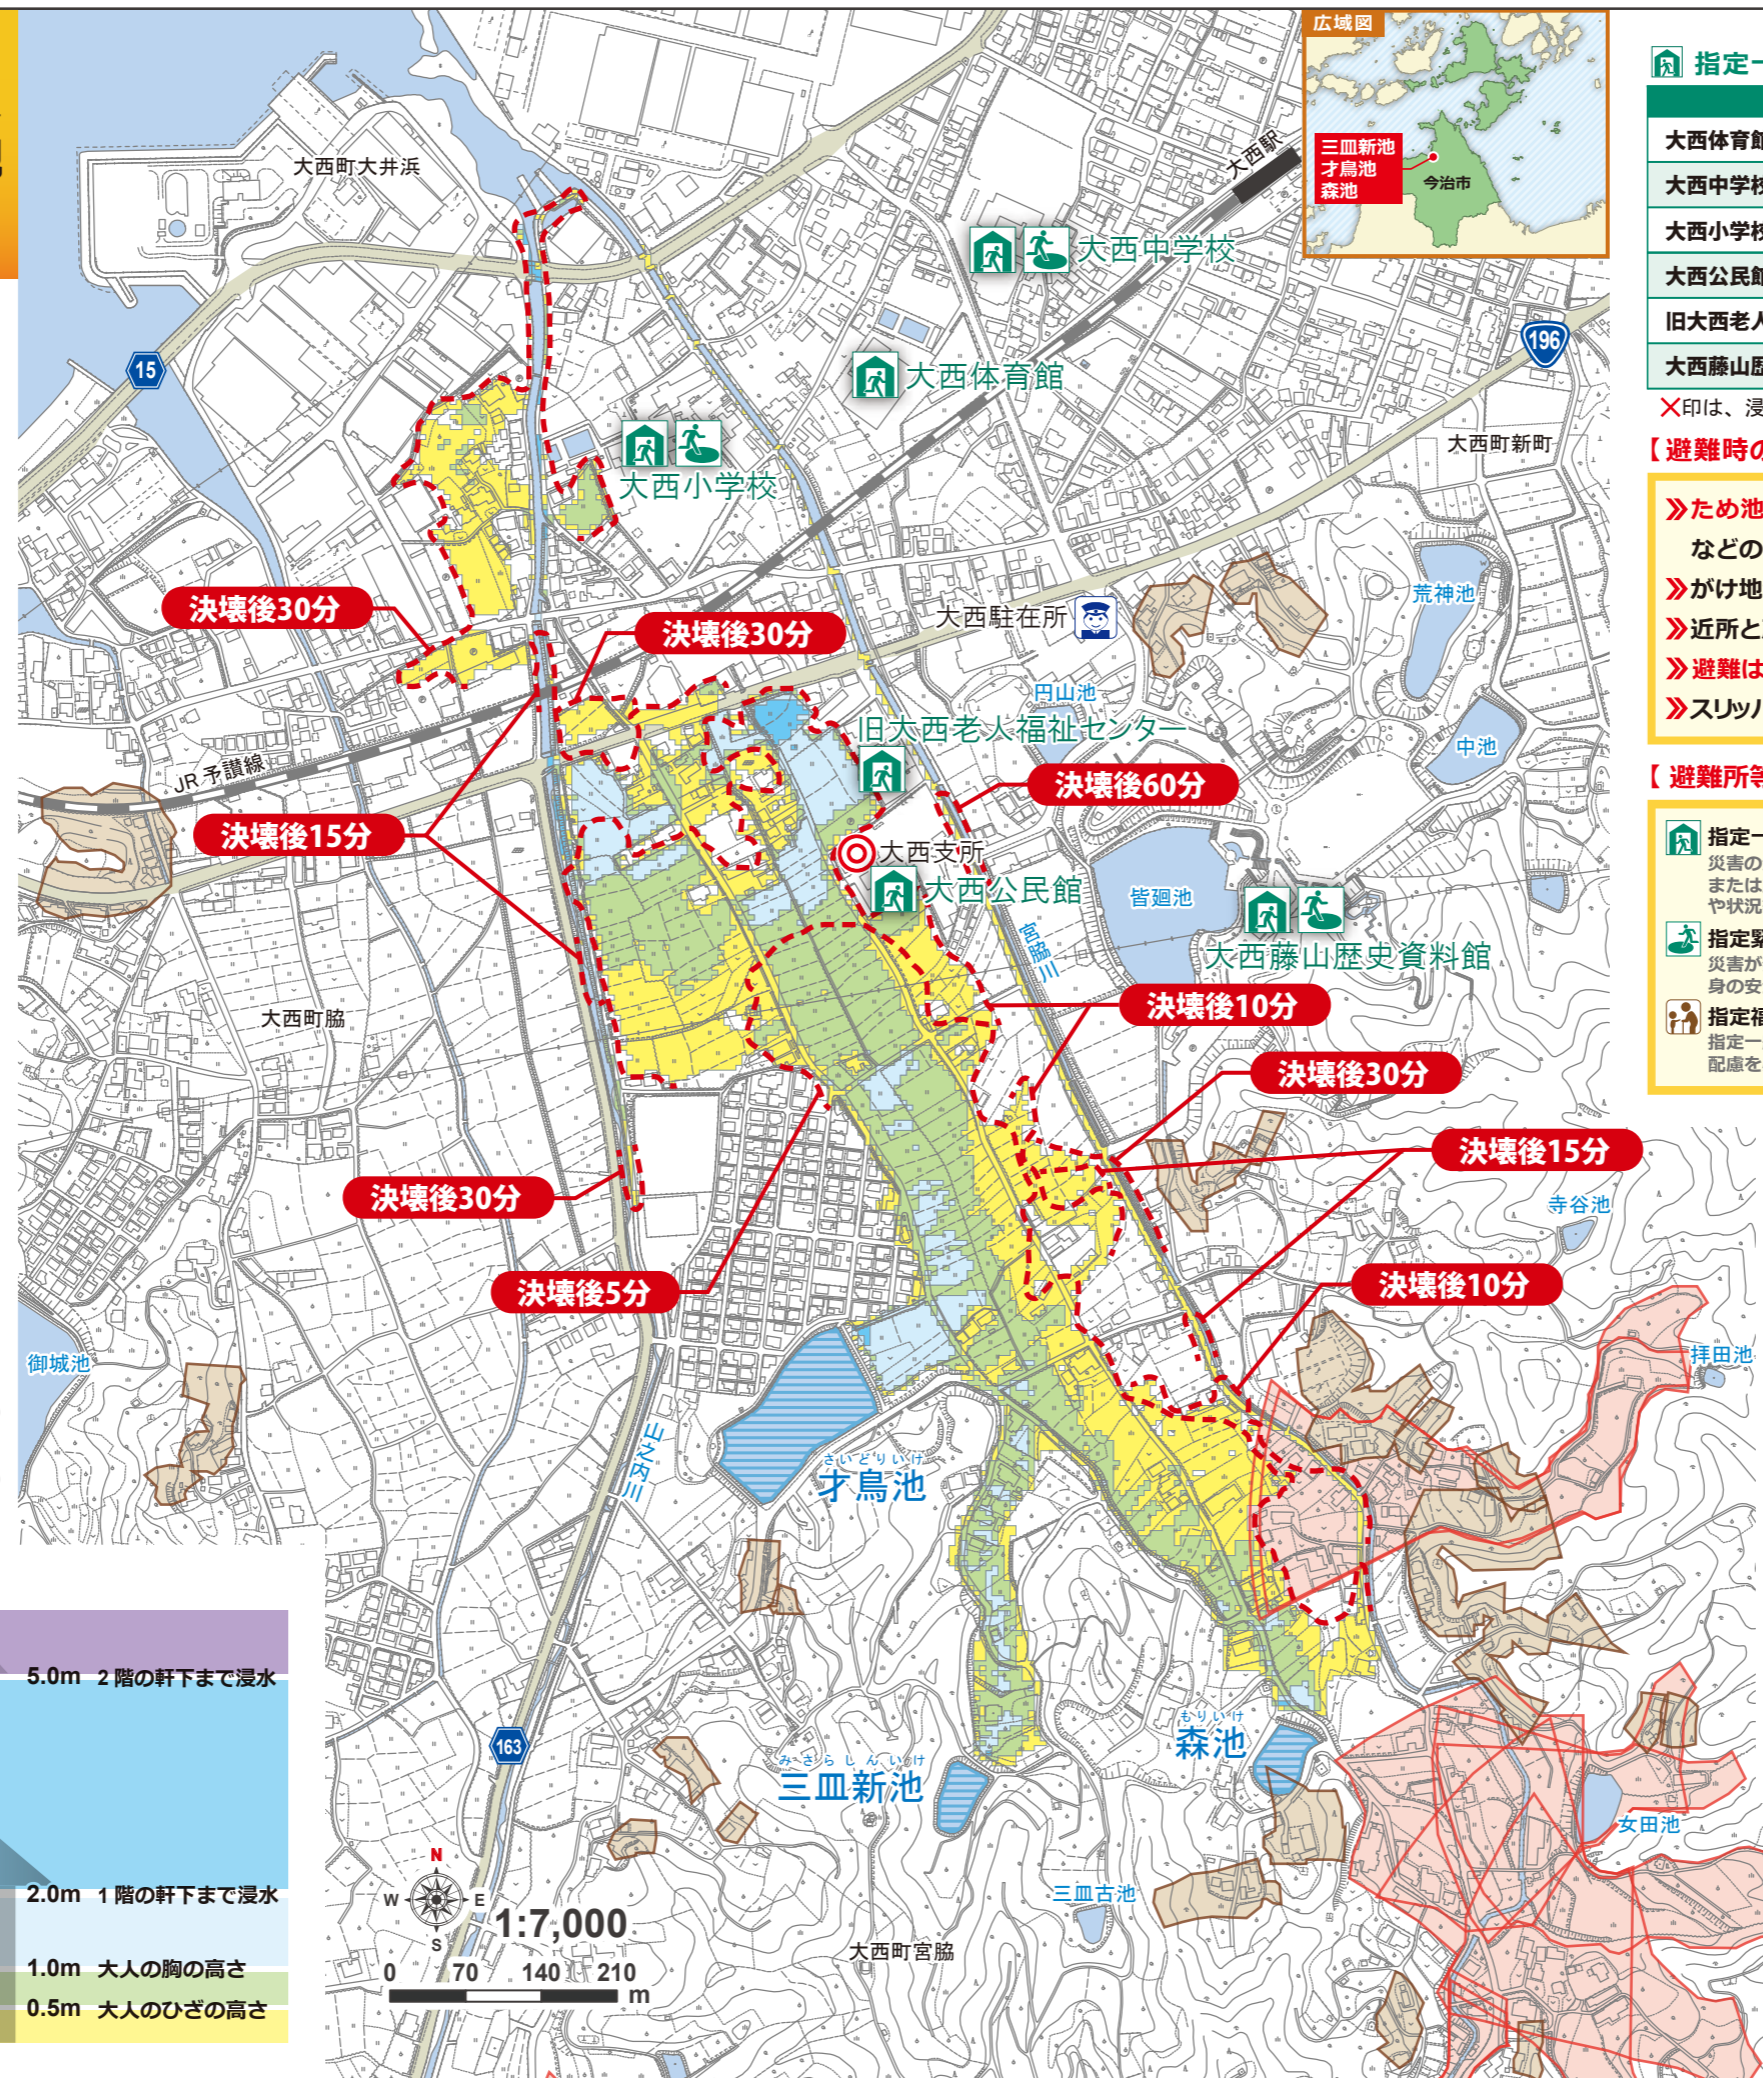 広域図
三皿新池
才鳥池
森池
今治市
大西町大井浜
大西駅
大西中学校
15
大西体育館
196
大西小学校
大西町新町
荒神池
決壊後30分
決壊後30分
大西駐在所
円山池
中池
旧大西老人福祉センター
JR 予讃線
決壊後60分
決壊後15分
大西支所
大西公民館
皆廻池
宮脇川
大西藤山歴史資料館
大西町脇
決壊後10分
決壊後30分
決壊後15分
決壊後30分
寺谷池
決壊後5分
決壊後10分
御城池
拝田池
山之内川
さいどりいけ
才鳥池
もりいけ
森池
163
みさらしんいけ
三皿新池
女田池
三皿古池
大西町宮脇
N
W E
S
1:7,000
0 70 140 210
m
5.0m 2 階の軒下まで浸水
2.0m 1 階の軒下まで浸水
1.0m 大人の胸の高さ
0.5m 大人のひざの高さ
指定一
大西体育館
大西中学校
大西小学校
大西公民館
旧大西老人
大西藤山歴
✕印は、浸
【 避難時の
≫ため池
などの
≫がけ地
≫近所と
≫避難は
≫スリッパ
【 避難所等
指定一
災害の
または
や状況
指定緊
災害が
身の安
指定福
指定一
配慮を